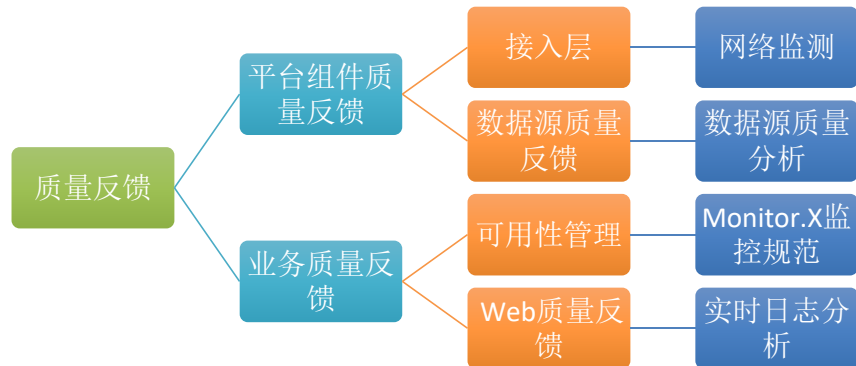 接入层
网络监测
平台组件质
量反馈
数据源质量
反馈
数据源质量
分析
质量反馈
可用性管理
Monitor.X监
控规范
业务质量反
馈
Web质量反
馈
实时日志分
析